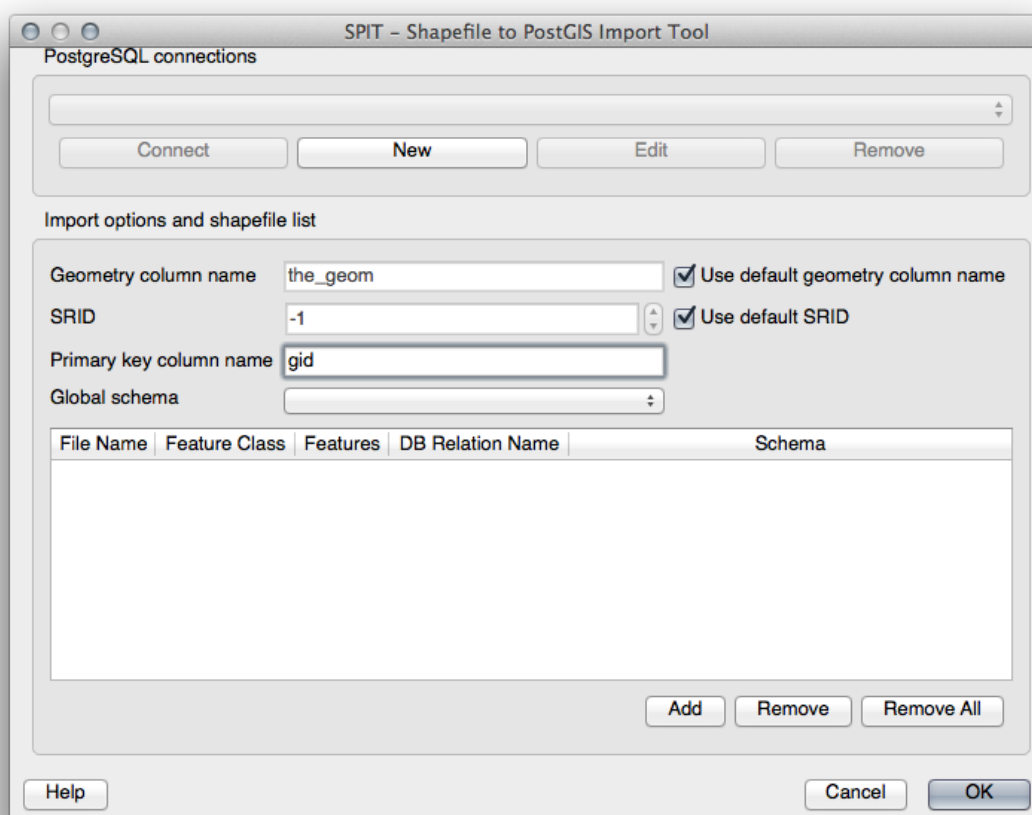 SPIT - Shapefile to PostGIS Import Tool
PostgreSQL connections
Connect New Edit Remove
Import options and shapefile list
Geometry column name the_geom Use default geometry column name
SRID -1 Use default SRID
Primary key column name gid
Global schema
File Name Feature Class Features DB Relation Name Schema
Add Remove Remove All
Help Cancel OK